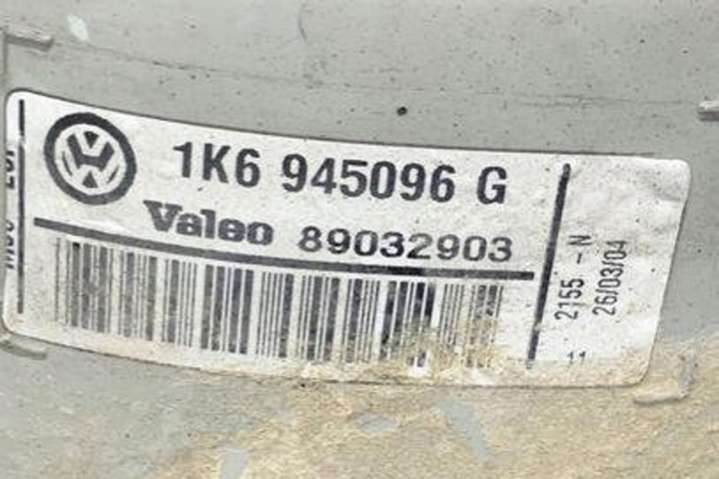 1K6 945096 G
Valeo 89032903
2155 - N
26/03/04
11